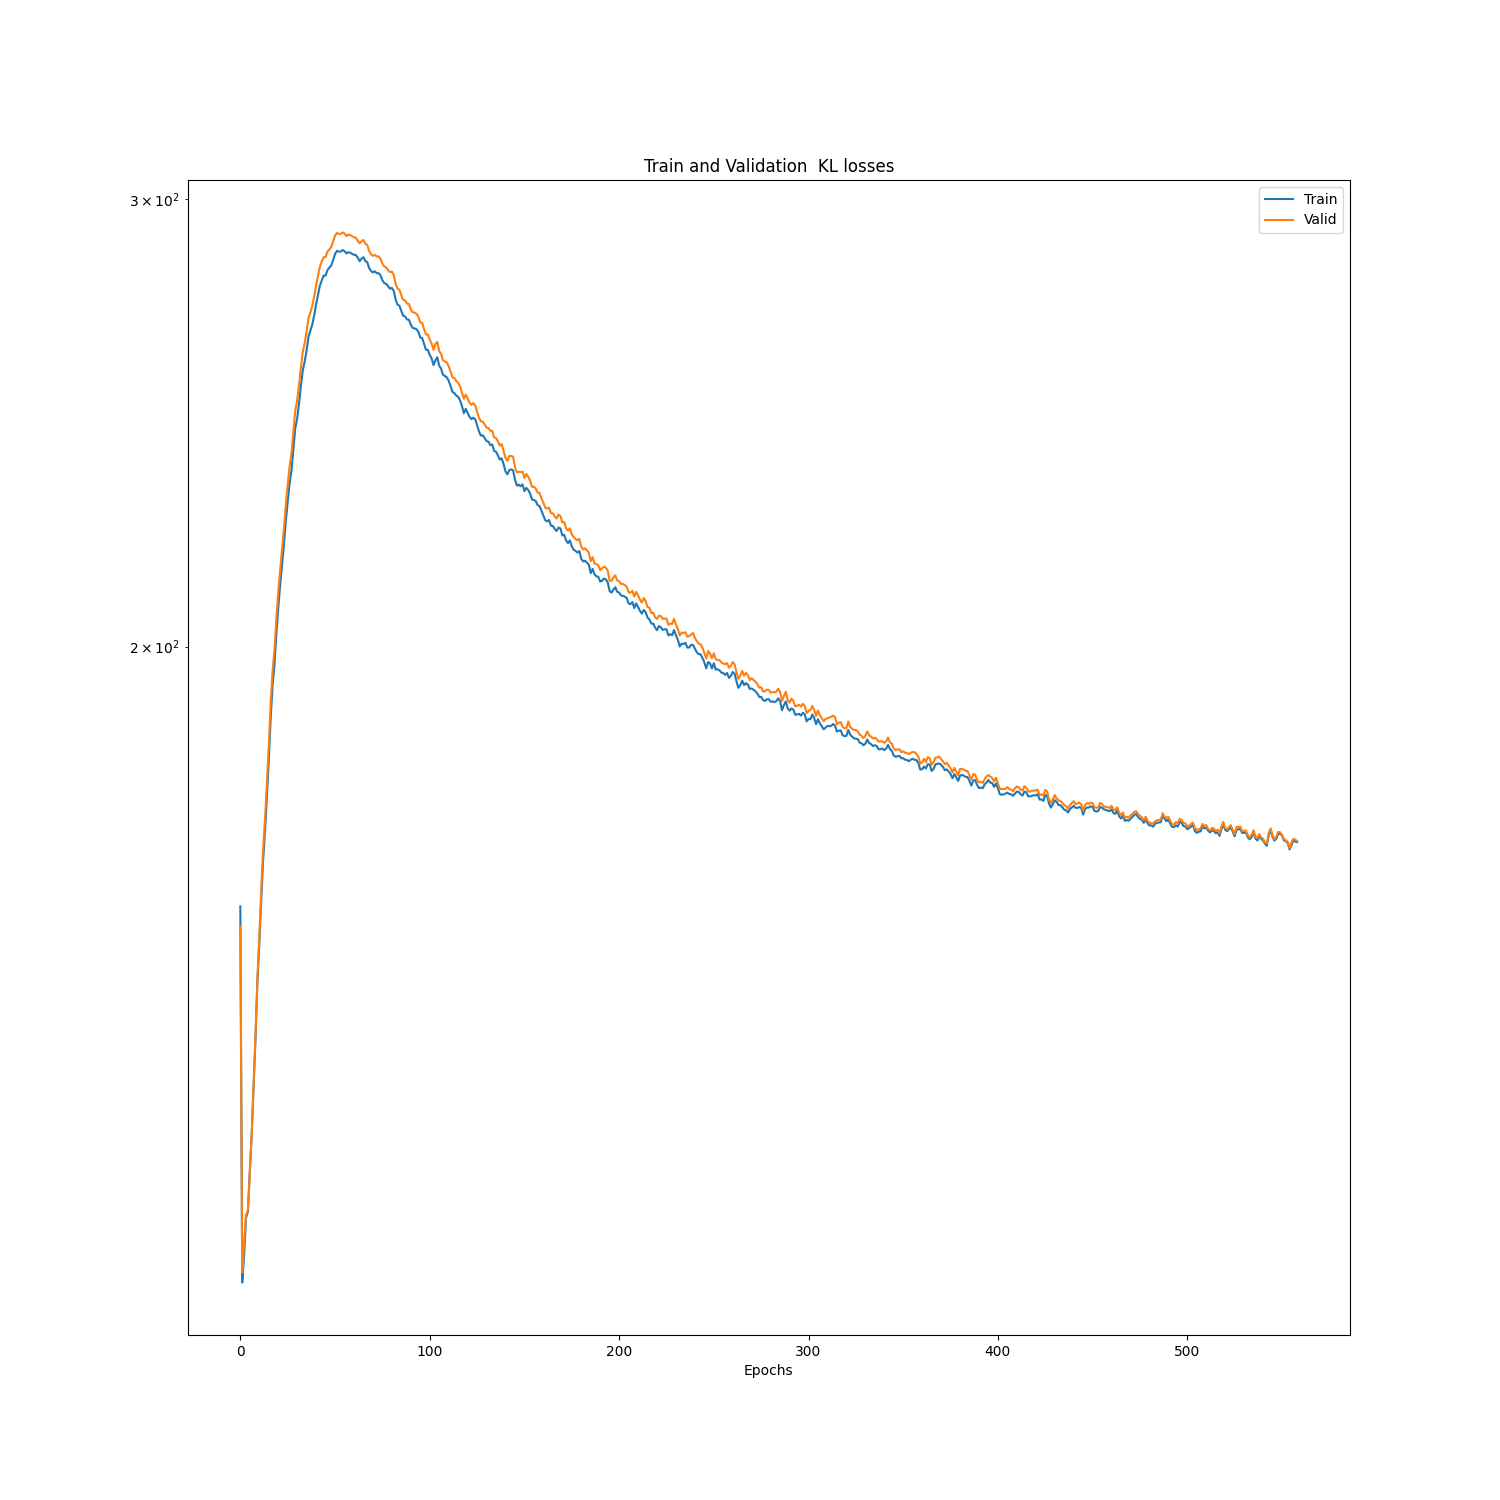 Train and Validation  KL losses
3 × 10²
Train
Valid
2 × 10²
0 100 200 300 400 500
Epochs